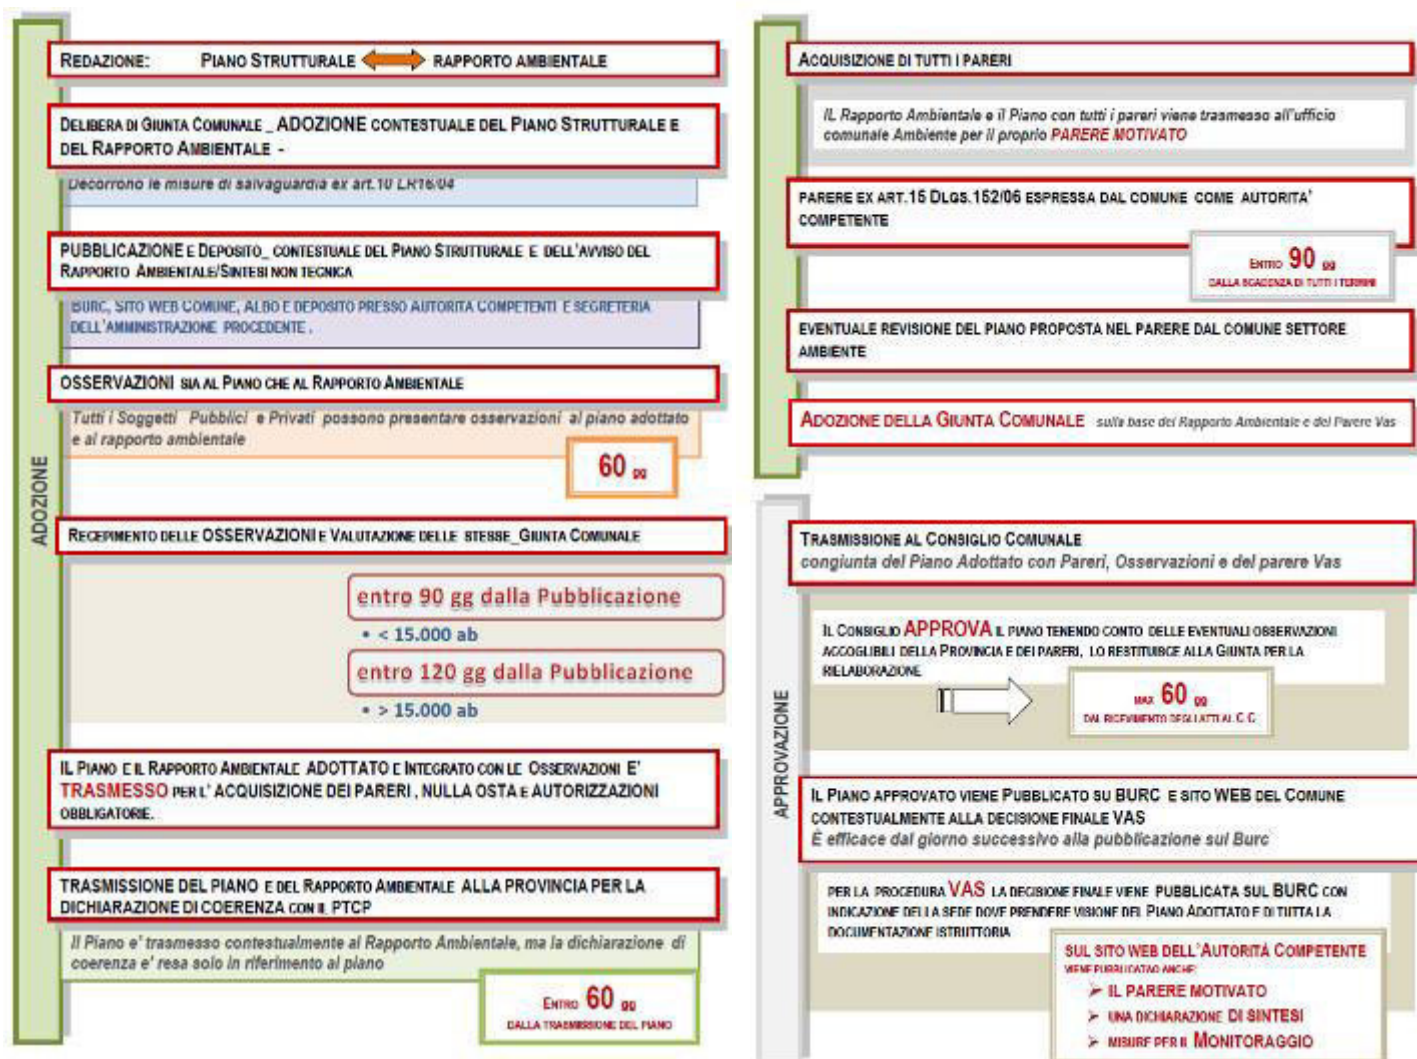 ADOZIONE
REDAZIONE: PIANO STRUTTURALE RAPPORTO AMBIENTALE
DELIBERA DI GIUNTA COMUNALE _ ADOZIONE CONTESTUALE DEL PIANO STRUTTURALE E
DEL RAPPORTO AMBIENTALE -
Decorrono le misure di salvaguardia ex art.10 LR16/04
PUBBLICAZIONE E DEPOSITO_ CONTESTUALE DEL PIANO STRUTTURALE E DELL'AVVISO DEL
RAPPORTO AMBIENTALE/SINTESI NON TECNICA
BURC, SITO WEB COMUNE, ALBO E DEPOSITO PRESSO AUTORITA COMPETENTI E SEGRETERIA
DELL'AMMINISTRAZIONE PROCEDENTE .
OSSERVAZIONI SIA AL PIANO CHE AL RAPPORTO AMBIENTALE
Tutti i Soggetti Pubblici e Privati possono presentare osservazioni al piano adottato
e al rapporto ambientale
60 gg
RECEPIMENTO DELLE OSSERVAZIONI E VALUTAZIONE DELLE STESSE_GIUNTA COMUNALE
entro 90 gg dalla Pubblicazione
• < 15.000 ab
entro 120 gg dalla Pubblicazione
• > 15.000 ab
IL PIANO E IL RAPPORTO AMBIENTALE ADOTTATO E INTEGRATO CON LE OSSERVAZIONI E'
TRASMESSO PER L' ACQUISIZIONE DEI PARERI , NULLA OSTA E AUTORIZZAZIONI
OBBLIGATORIE.
TRASMISSIONE DEL PIANO E DEL RAPPORTO AMBIENTALE ALLA PROVINCIA PER LA
DICHIARAZIONE DI COERENZA CON IL PTCP
Il Piano e' trasmesso contestualmente al Rapporto Ambientale, ma la dichiarazione di
coerenza e' resa solo in riferimento al piano
ENTRO 60 gg
DALLA TRASMISSIONE DEL PIANO
ACQUISIZIONE DI TUTTI I PARERI
IL Rapporto Ambientale e il Piano con tutti i pareri viene trasmesso all'ufficio
comunale Ambiente per il proprio PARERE MOTIVATO
PARERE EX ART.15 DLGS.152/06 ESPRESSA DAL COMUNE COME AUTORITA'
COMPETENTE
ENTRO 90 gg
DALLA SCADENZA DI TUTTI I TERMINI
EVENTUALE REVISIONE DEL PIANO PROPOSTA NEL PARERE DAL COMUNE SETTORE
AMBIENTE
ADOZIONE DELLA GIUNTA COMUNALE sulla base del Rapporto Ambientale e del Parere Vas
APPROVAZIONE
TRASMISSIONE AL CONSIGLIO COMUNALE
congiunta del Piano Adottato con Pareri, Osservazioni e del parere Vas
IL CONSIGLIO APPROVA IL PIANO TENENDO CONTO DELLE EVENTUALI OSSERVAZIONI
ACCOGLIBILI DELLA PROVINCIA E DEI PARERI, LO RESTITUISCE ALLA GIUNTA PER LA
RIELABORAZIONE
MAX 60 gg
DAL RICEVIMENTO DEGLI ATTI AL C.C
IL PIANO APPROVATO VIENE PUBBLICATO SU BURC E SITO WEB DEL COMUNE
CONTESTUALMENTE ALLA DECISIONE FINALE VAS
È efficace dal giorno successivo alla pubblicazione sul Burc
PER LA PROCEDURA VAS LA DECISIONE FINALE VIENE PUBBLICATA SUL BURC CON
INDICAZIONE DELLA SEDE DOVE PRENDERE VISIONE DEL PIANO ADOTTATO E DI TUTTA LA
DOCUMENTAZIONE ISTRUTTORIA
SUL SITO WEB DELL'AUTORITÀ COMPETENTE
VIENE PUBBLICATAO ANCHE:
➢ IL PARERE MOTIVATO
➢ UNA DICHIARAZIONE DI SINTESI
➢ MISURE PER IL MONITORAGGIO